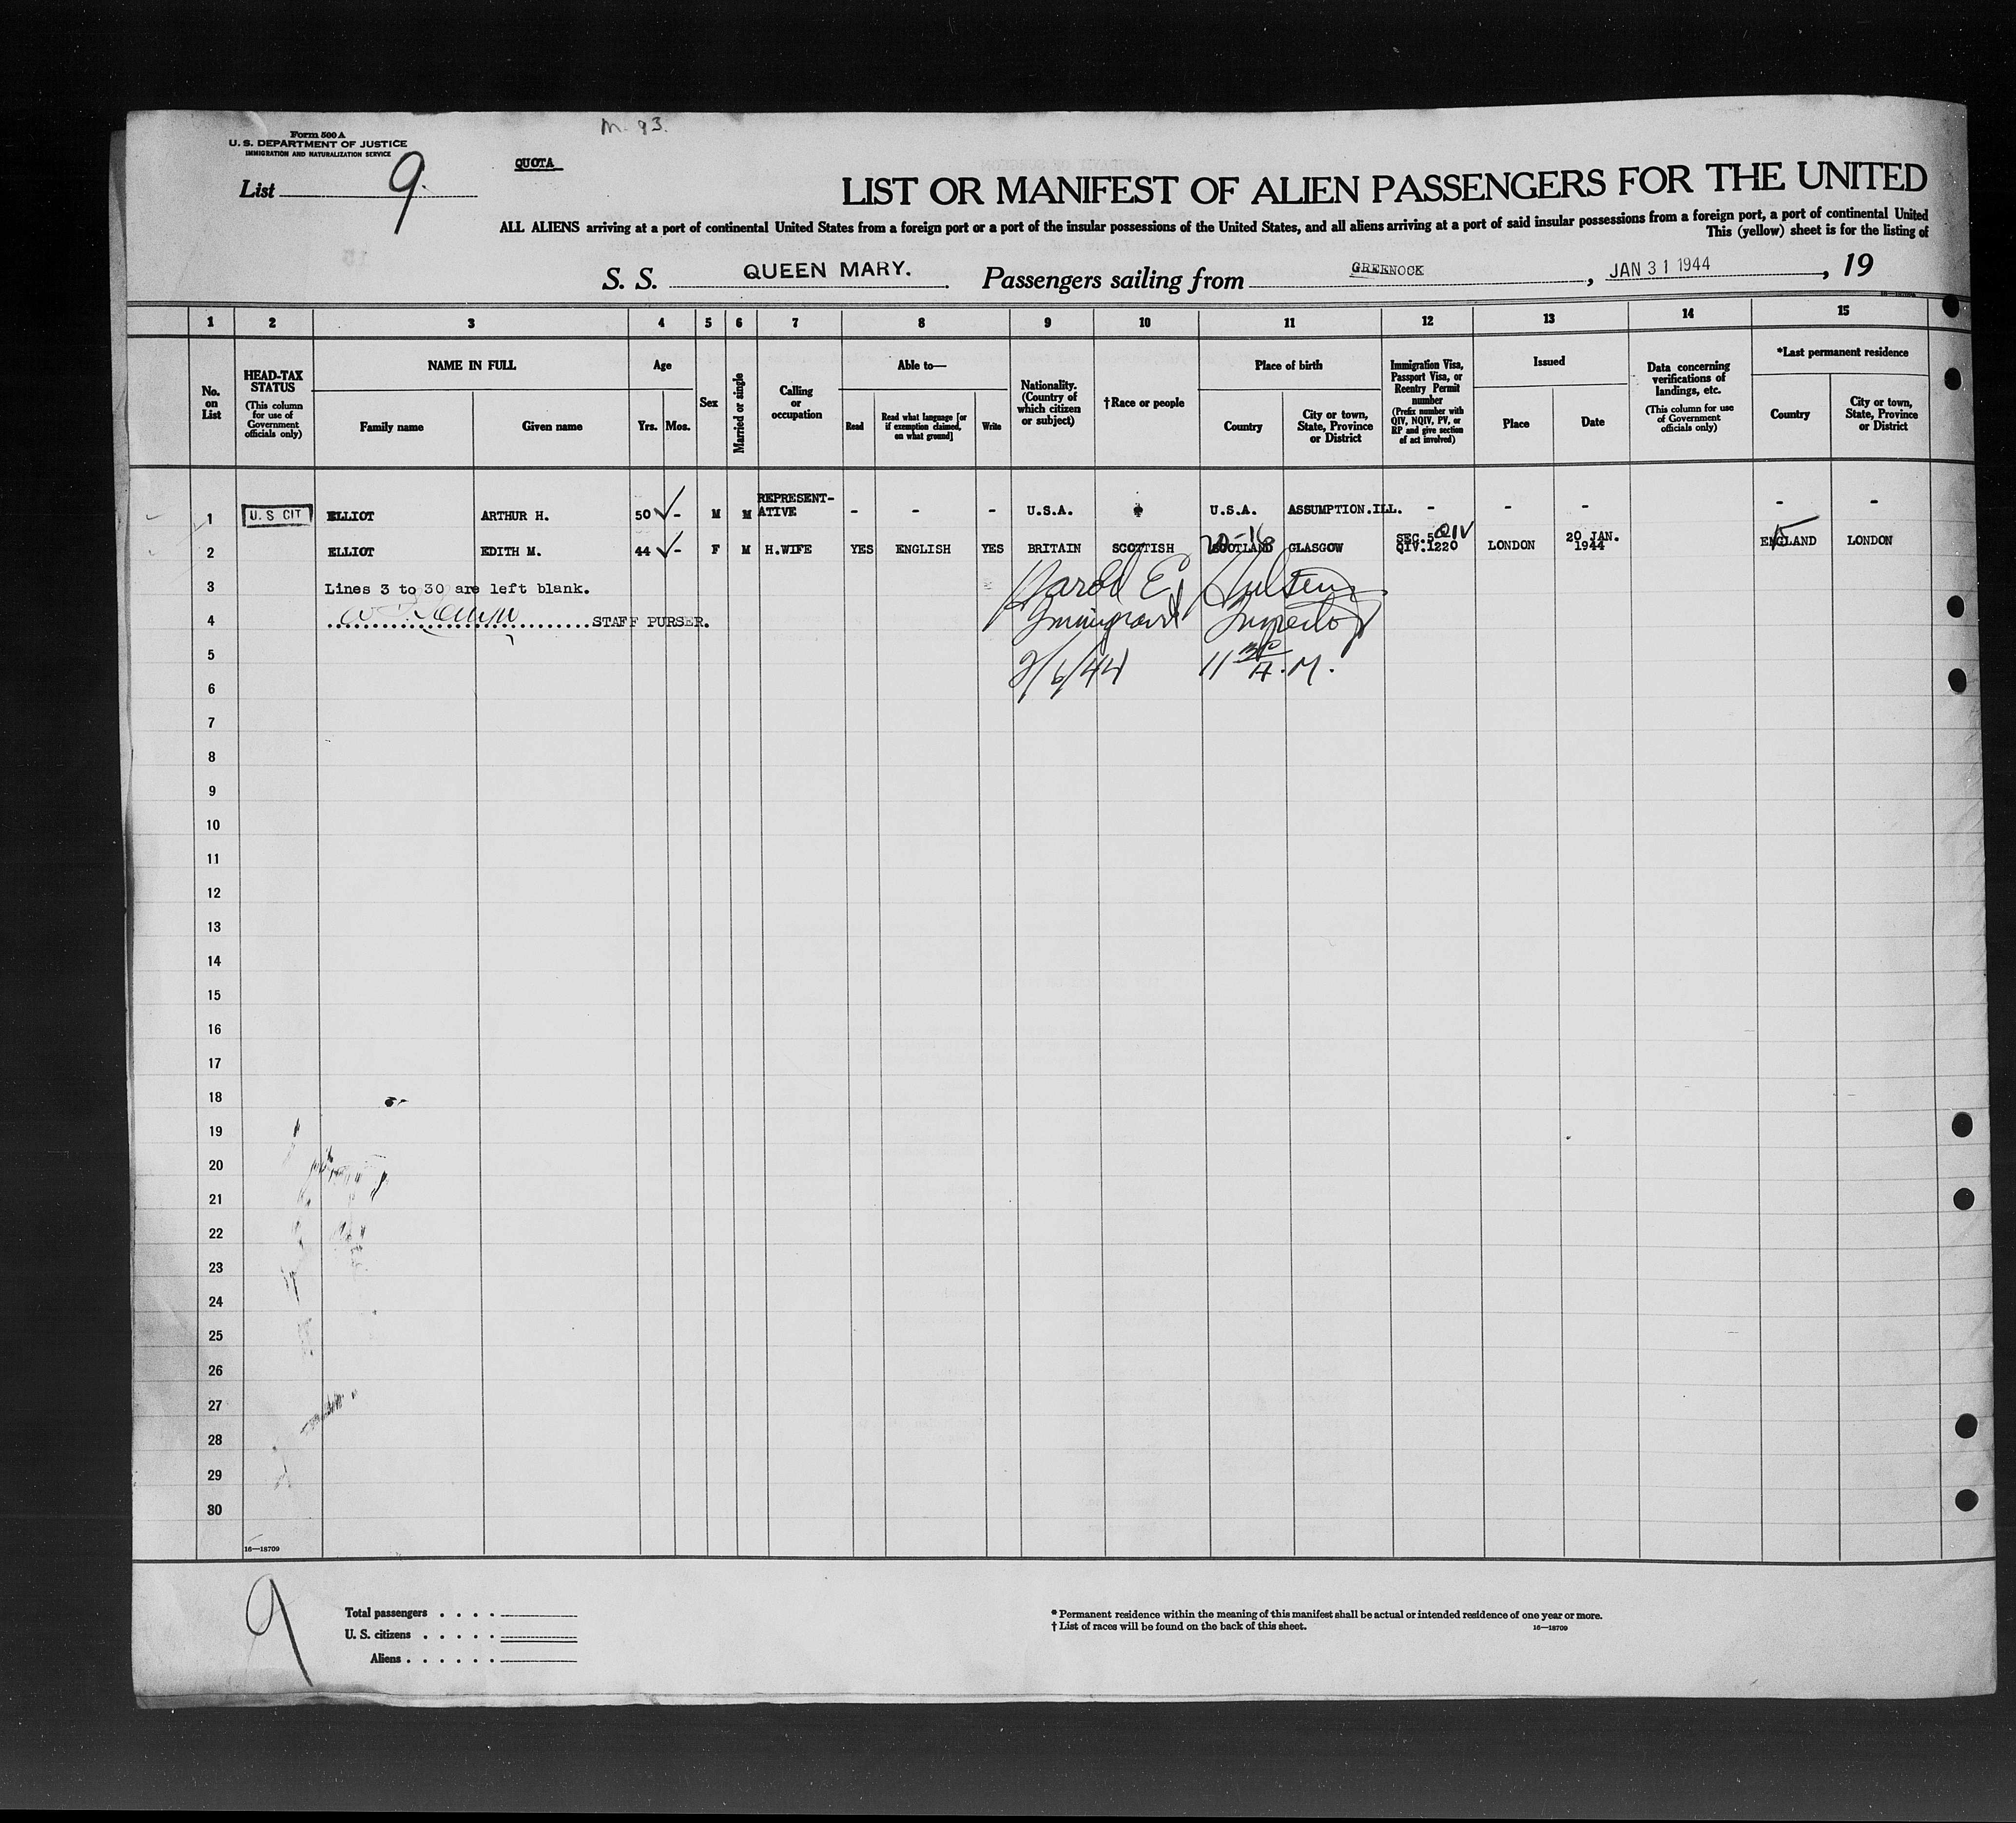 M-93.
Form 500 A
U. S. DEPARTMENT OF JUSTICE
IMMIGRATION AND NATURALIZATION SERVICE
List 9.
QUOTA
LIST OR MANIFEST OF ALIEN PASSENGERS FOR THE UNITED
ALL ALIENS arriving at a port of continental United States from a foreign port or a port of the insular possessions of the United States, and all aliens arriving at a port of said insular possessions from a foreign port, a port of continental United
This (yellow) sheet is for the listing of
S. S. QUEEN MARY. Passengers sailing from GREENOCK, JAN 31 1944, 19
16—18709
1 2 3 4 5 6 7 8 9 10 11 12 13 14 15
No. on List
HEAD-TAX STATUS
(This column for use of Government officials only)
NAME IN FULL
Family name Given name
Age
Yrs. Mos.
Sex
Married or single
Calling or occupation
Able to—
Read
Read what language [or if exemption claimed, on what ground]
Write
Nationality. (Country of which citizen or subject)
†Race or people
Place of birth
Country
City or town, State, Province or District
Immigration Visa, Passport Visa, or Reentry Permit number
(Prefix number with QIV, NQIV, PV, or RP and give section of act involved)
Issued
Place Date
Data concerning verifications of landings, etc.
(This column for use of Government officials only)
*Last permanent residence
Country
City or town, State, Province or District
1 U. S CIT ELLIOT ARTHUR H. 50 - M M REPRESENT-ATIVE - - - U.S.A. U.S.A. ASSUMPTION.ILL. - - - - -
2 ELLIOT EDITH M. 44 - F M H.WIFE YES ENGLISH YES BRITAIN SCOTTISH SCOTLAND GLASGOW SEC.5 QIV QIV.1220 LONDON 20 JAN. 1944 ENGLAND LONDON
3 Lines 3 to 30 are left blank.
Harold E.
4 STAFF PURSER.
Immigrant Inspector
5
2/6/44 11 30 A.M.
6
7
8
9
10
11
12
13
14
15
16
17
18
19
20
21
22
23
24
25
26
27
28
29
30
16—18709
9
Total passengers . . . .
U. S. citizens . . . . .
Aliens . . . . . .
* Permanent residence within the meaning of this manifest shall be actual or intended residence of one year or more.
† List of races will be found on the back of this sheet.
16—18709